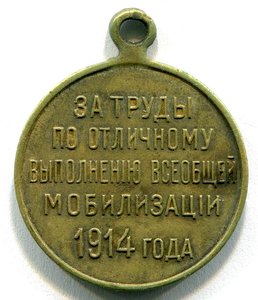 ЗА ТРУДЫ
ПО ОТЛИЧНОМУ
ВЫПОЛНЕНIЮ ВСЕОБЩЕЙ
МОБИЛИЗАЦIИ
1914 ГОДА